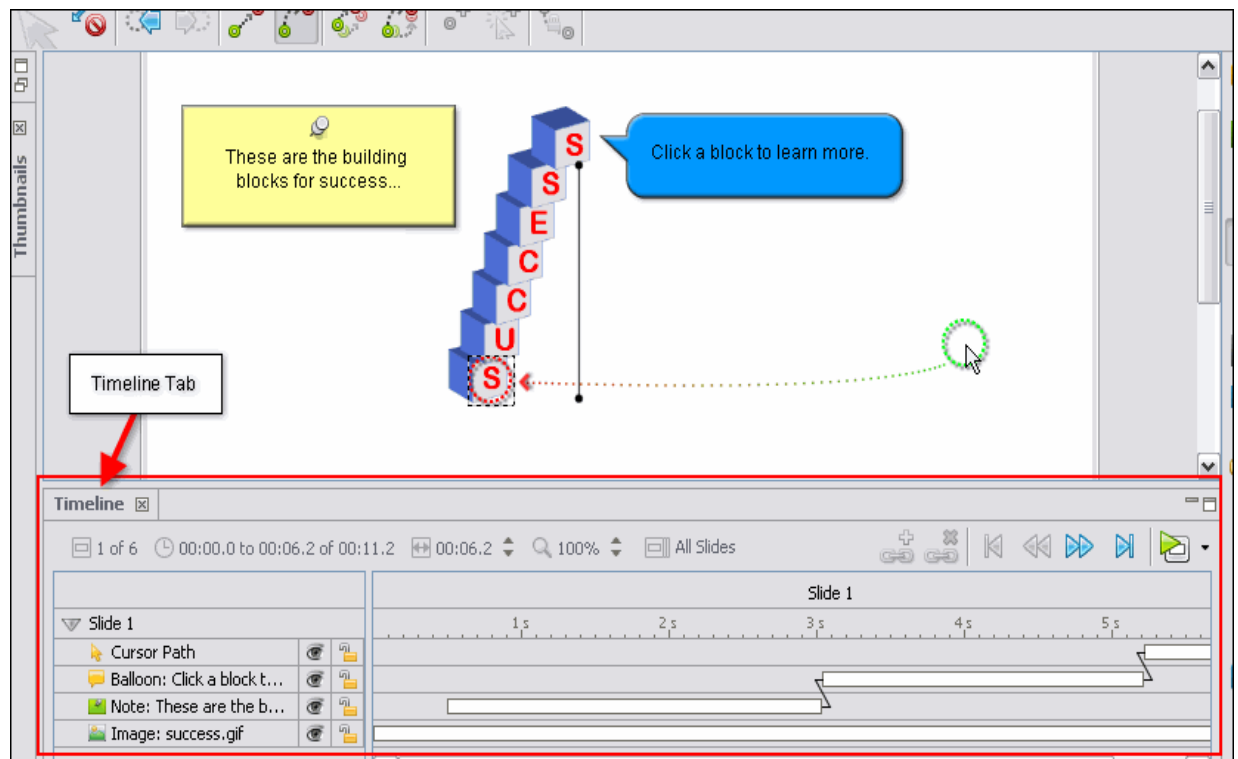 Thumbnails
These are the building
blocks for success...
Click a block to learn more.
S
S
E
C
C
U
S
Timeline Tab
Timeline
1 of 6 00:00.0 to 00:06.2 of 00:11.2 00:06.2 100% All Slides
Slide 1
Slide 1 1 s 2 s 3 s 4 s 5 s
Cursor Path
Balloon: Click a block t...
Note: These are the b...
Image: success.gif